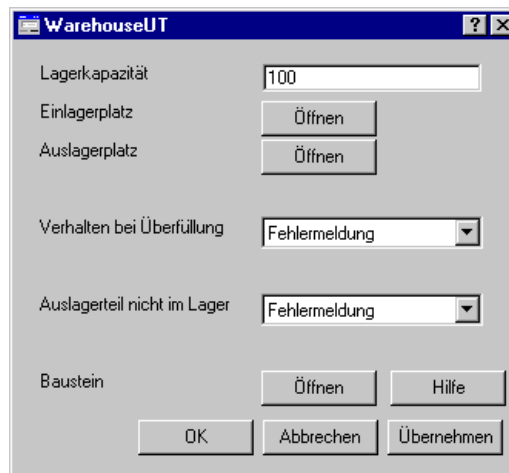 WarehouseUT
Lagerkapazität 100
Einlagerplatz Öffnen
Auslagerplatz Öffnen
Verhalten bei Überfüllung Fehlermeldung
Auslagerteil nicht im Lager Fehlermeldung
Baustein Öffnen Hilfe
OK Abbrechen Übernehmen